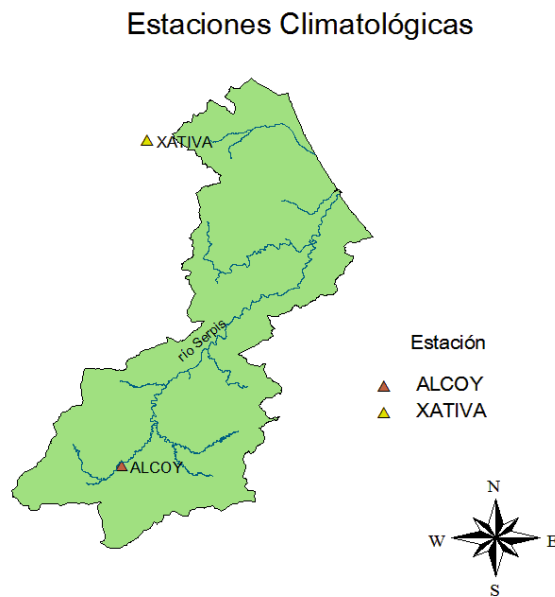 Estaciones Climatológicas
XATIVA
río Serpis
Estación
ALCOY
XATIVA
ALCOY
N
W
E
S